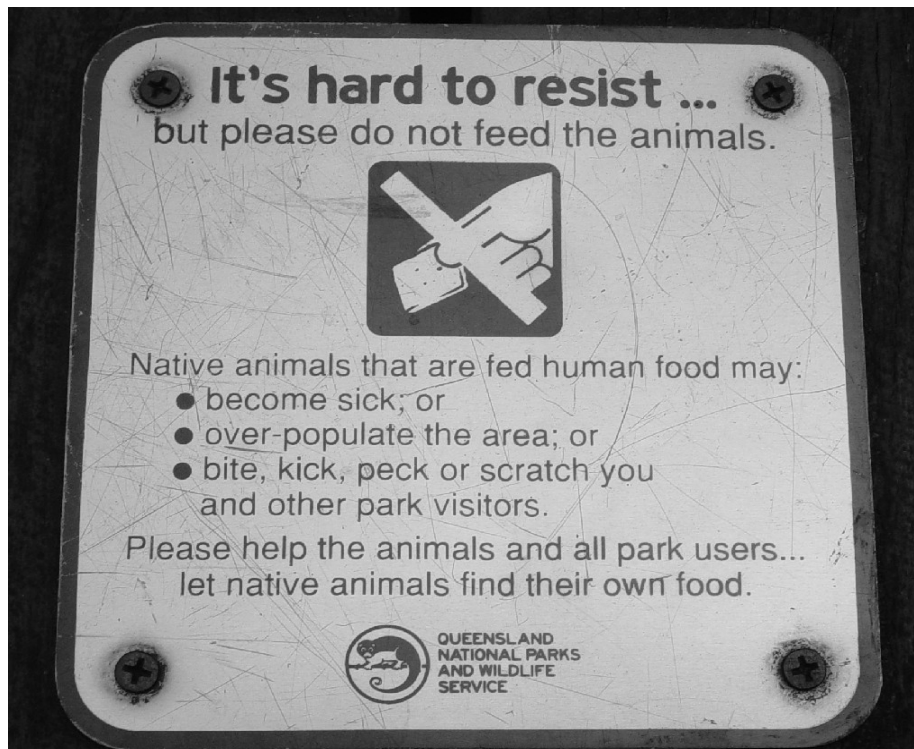 It's hard to resist ...
but please do not feed the animals.
Native animals that are fed human food may:
● become sick; or
● over-populate the area; or
● bite, kick, peck or scratch you
and other park visitors.
Please help the animals and all park users...
let native animals find their own food.
QUEENSLAND
NATIONAL PARKS
AND WILDLIFE
SERVICE